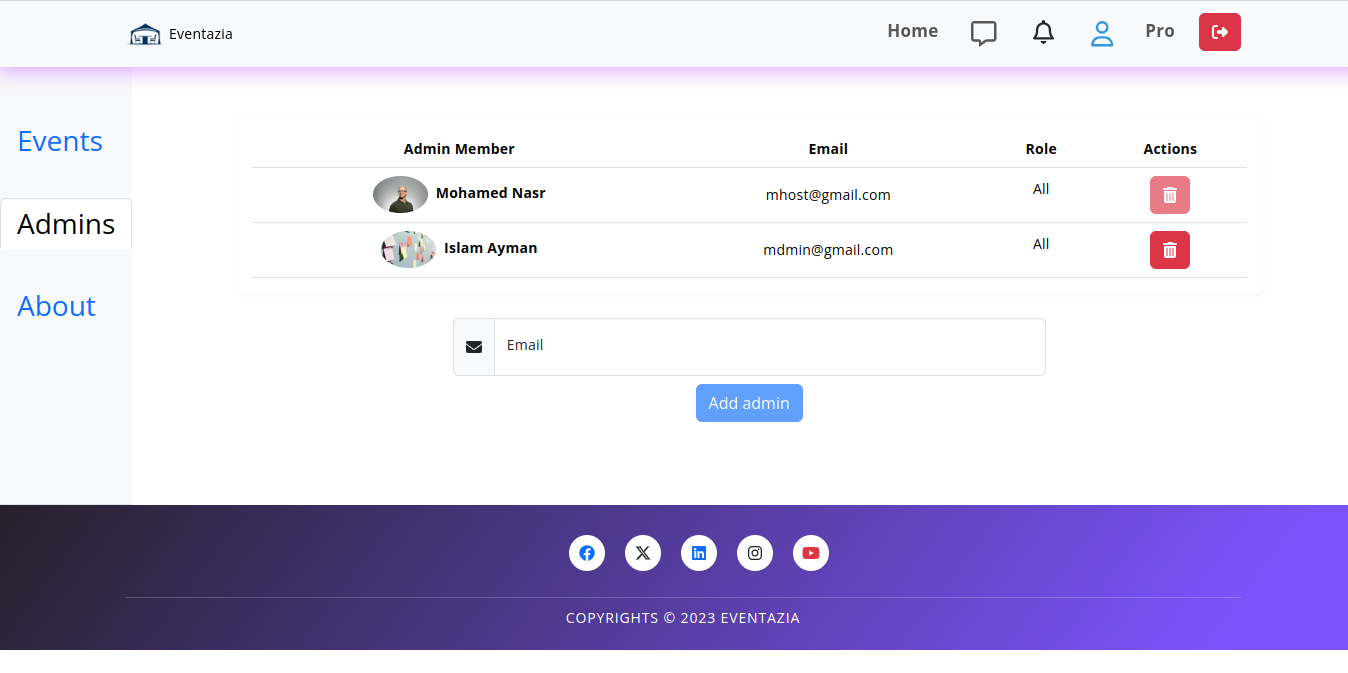 Eventazia
Home
Pro
Events
Admins
About
Admin Member Email Role Actions
Mohamed Nasr mhost@gmail.com All
Islam Ayman mdmin@gmail.com All
Email
Add admin
COPYRIGHTS © 2023 EVENTAZIA